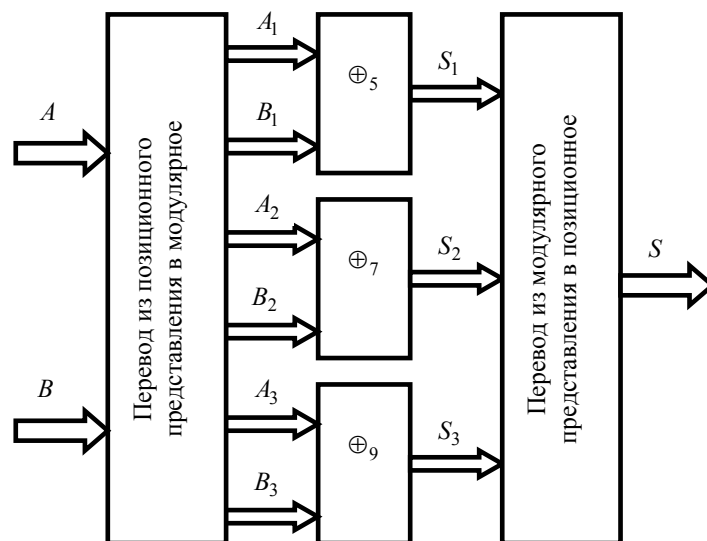 A
B
Перевод из позиционного
представления в модулярное
A₁
B₁
A₂
B₂
A₃
B₃
⊕₅
⊕₇
⊕₉
S₁
S₂
S₃
Перевод из модулярного
представления в позиционное
S